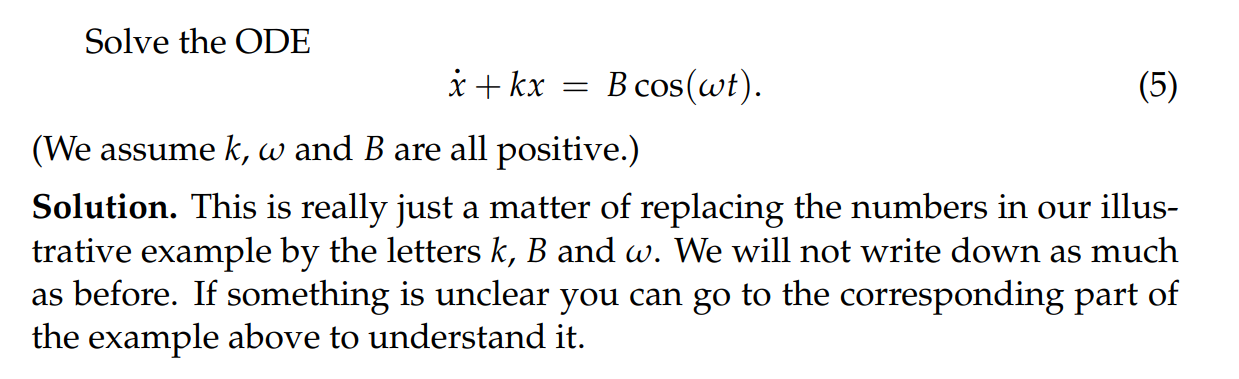 Solve the ODE
ẋ + kx = B cos(ωt). (5)
(We assume k, ω and B are all positive.)
Solution. This is really just a matter of replacing the numbers in our illus-
trative example by the letters k, B and ω. We will not write down as much
as before. If something is unclear you can go to the corresponding part of
the example above to understand it.